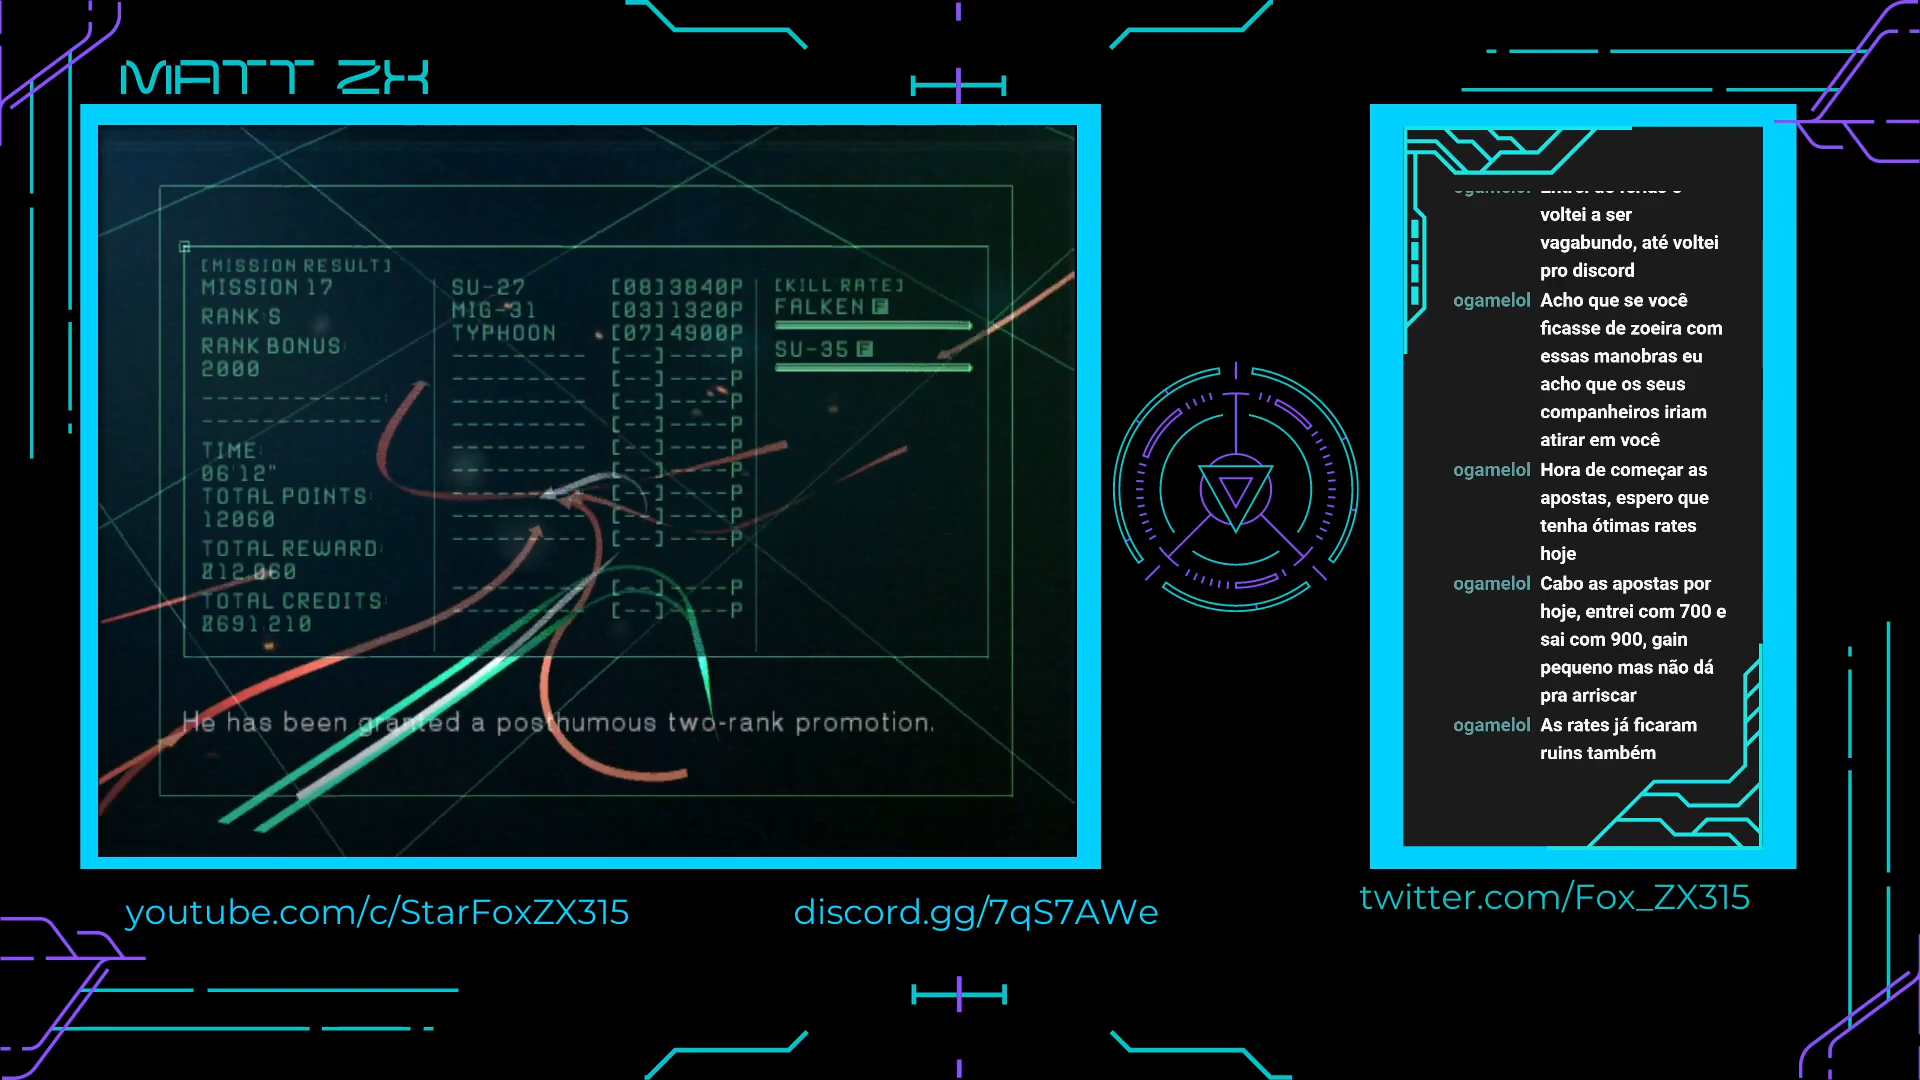 MATT ZX
[MISSION RESULT]
MISSION 17
RANK: S
RANK BONUS:
2000
TIME:
06'12"
TOTAL POINTS:
12060
TOTAL REWARD:
12.060
TOTAL CREDITS:
691.210
SU-27 [08]3840P
MIG-31 [03]1320P
TYPHOON [07]4900P
-----------[--]----P
-----------[--]----P
-----------[--]----P
-----------[--]----P
-----------[--]----P
-----------[--]----P
-----------[--]----P
-----------[--]----P
-----------[--]----P
-----------[--]----P
-----------[--]----P
[KILL RATE]
FALKEN F
SU-35 F
He has been granted a posthumous two-rank promotion.
voltei a ser
vagabundo, até voltei
pro discord
ogamelol Acho que se você
ficasse de zoeira com
essas manobras eu
acho que os seus
companheiros iriam
atirar em você
ogamelol Hora de começar as
apostas, espero que
tenha ótimas rates
hoje
ogamelol Cabo as apostas por
hoje, entrei com 700 e
sai com 900, gain
pequeno mas não dá
pra arriscar
ogamelol As rates já ficaram
ruins também
youtube.com/c/StarFoxZX315
discord.gg/7qS7AWe
twitter.com/Fox_ZX315